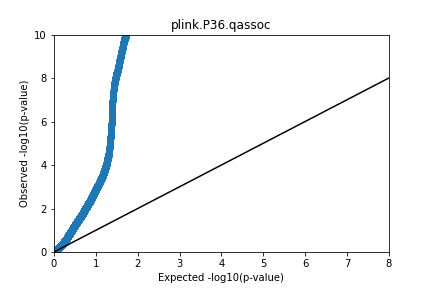 plink.P36.qassoc
Observed -log10(p-value)
10
8
6
4
2
0
0 1 2 3 4 5 6 7 8
Expected -log10(p-value)